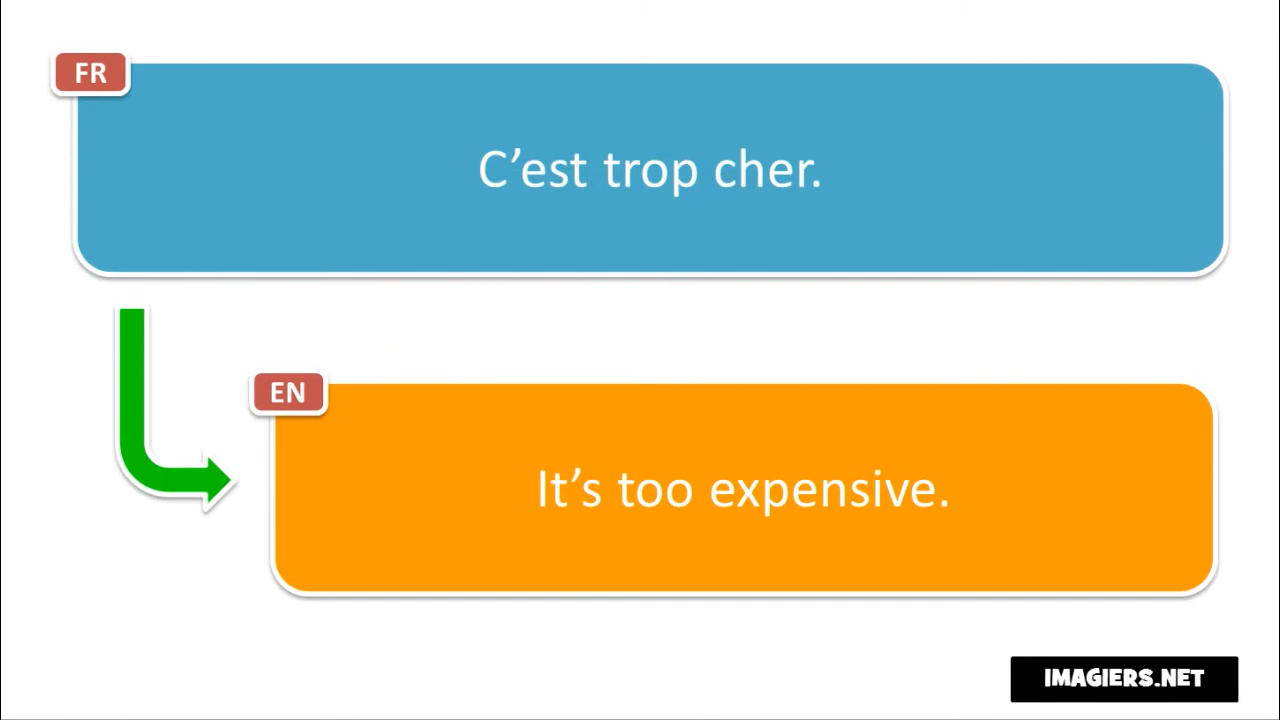 FR
C’est trop cher.
EN
It’s too expensive.
IMAGIERS.NET